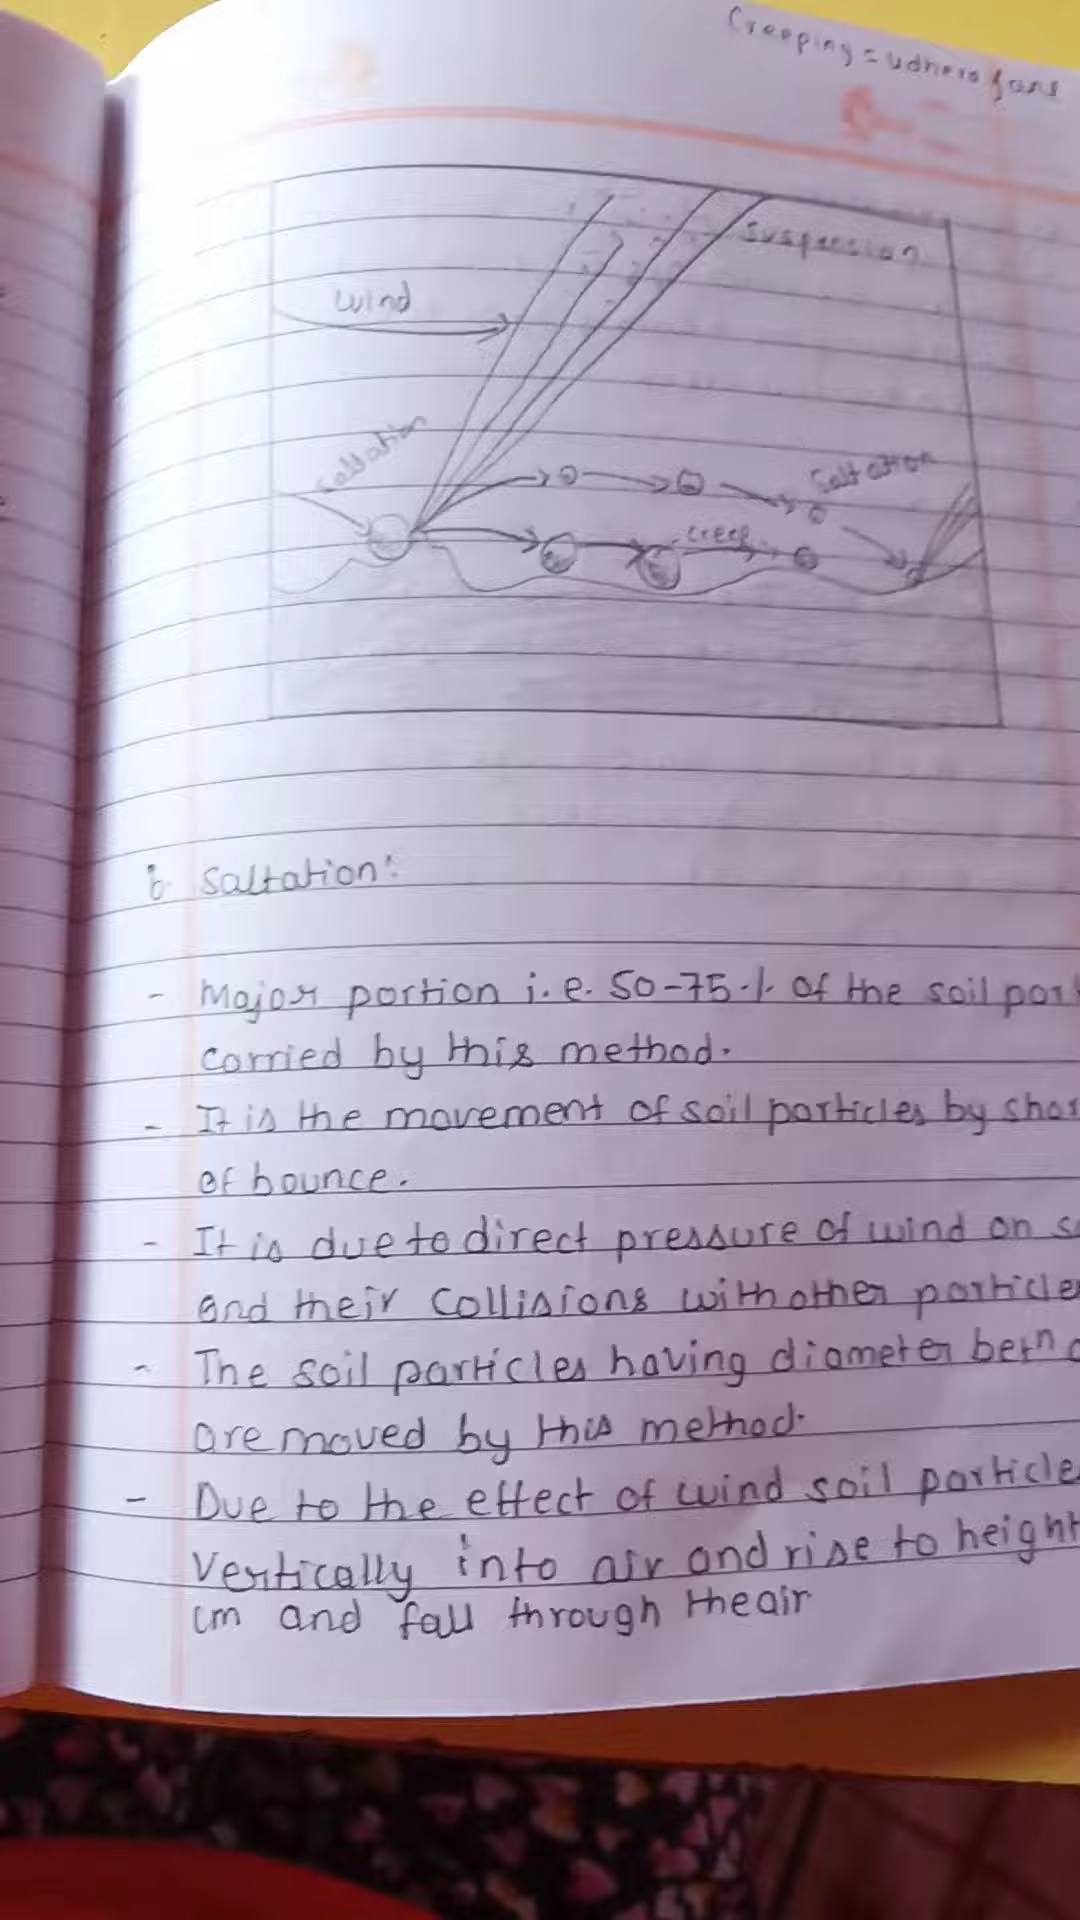 Creeping =
suspension
wind
saltation
saltation
creep
i. saltation:
- Major portion i.e. 50-75 % of the soil par
carried by this method.
- It is the movement of soil particles by shor
of bounce.
- It is due to direct pressure of wind on s
and their collisions with other particle
- The soil particles having diameter betn
are moved by this method.
- Due to the effect of wind soil particle
vertically into air and rise to height
cm and fall through the air